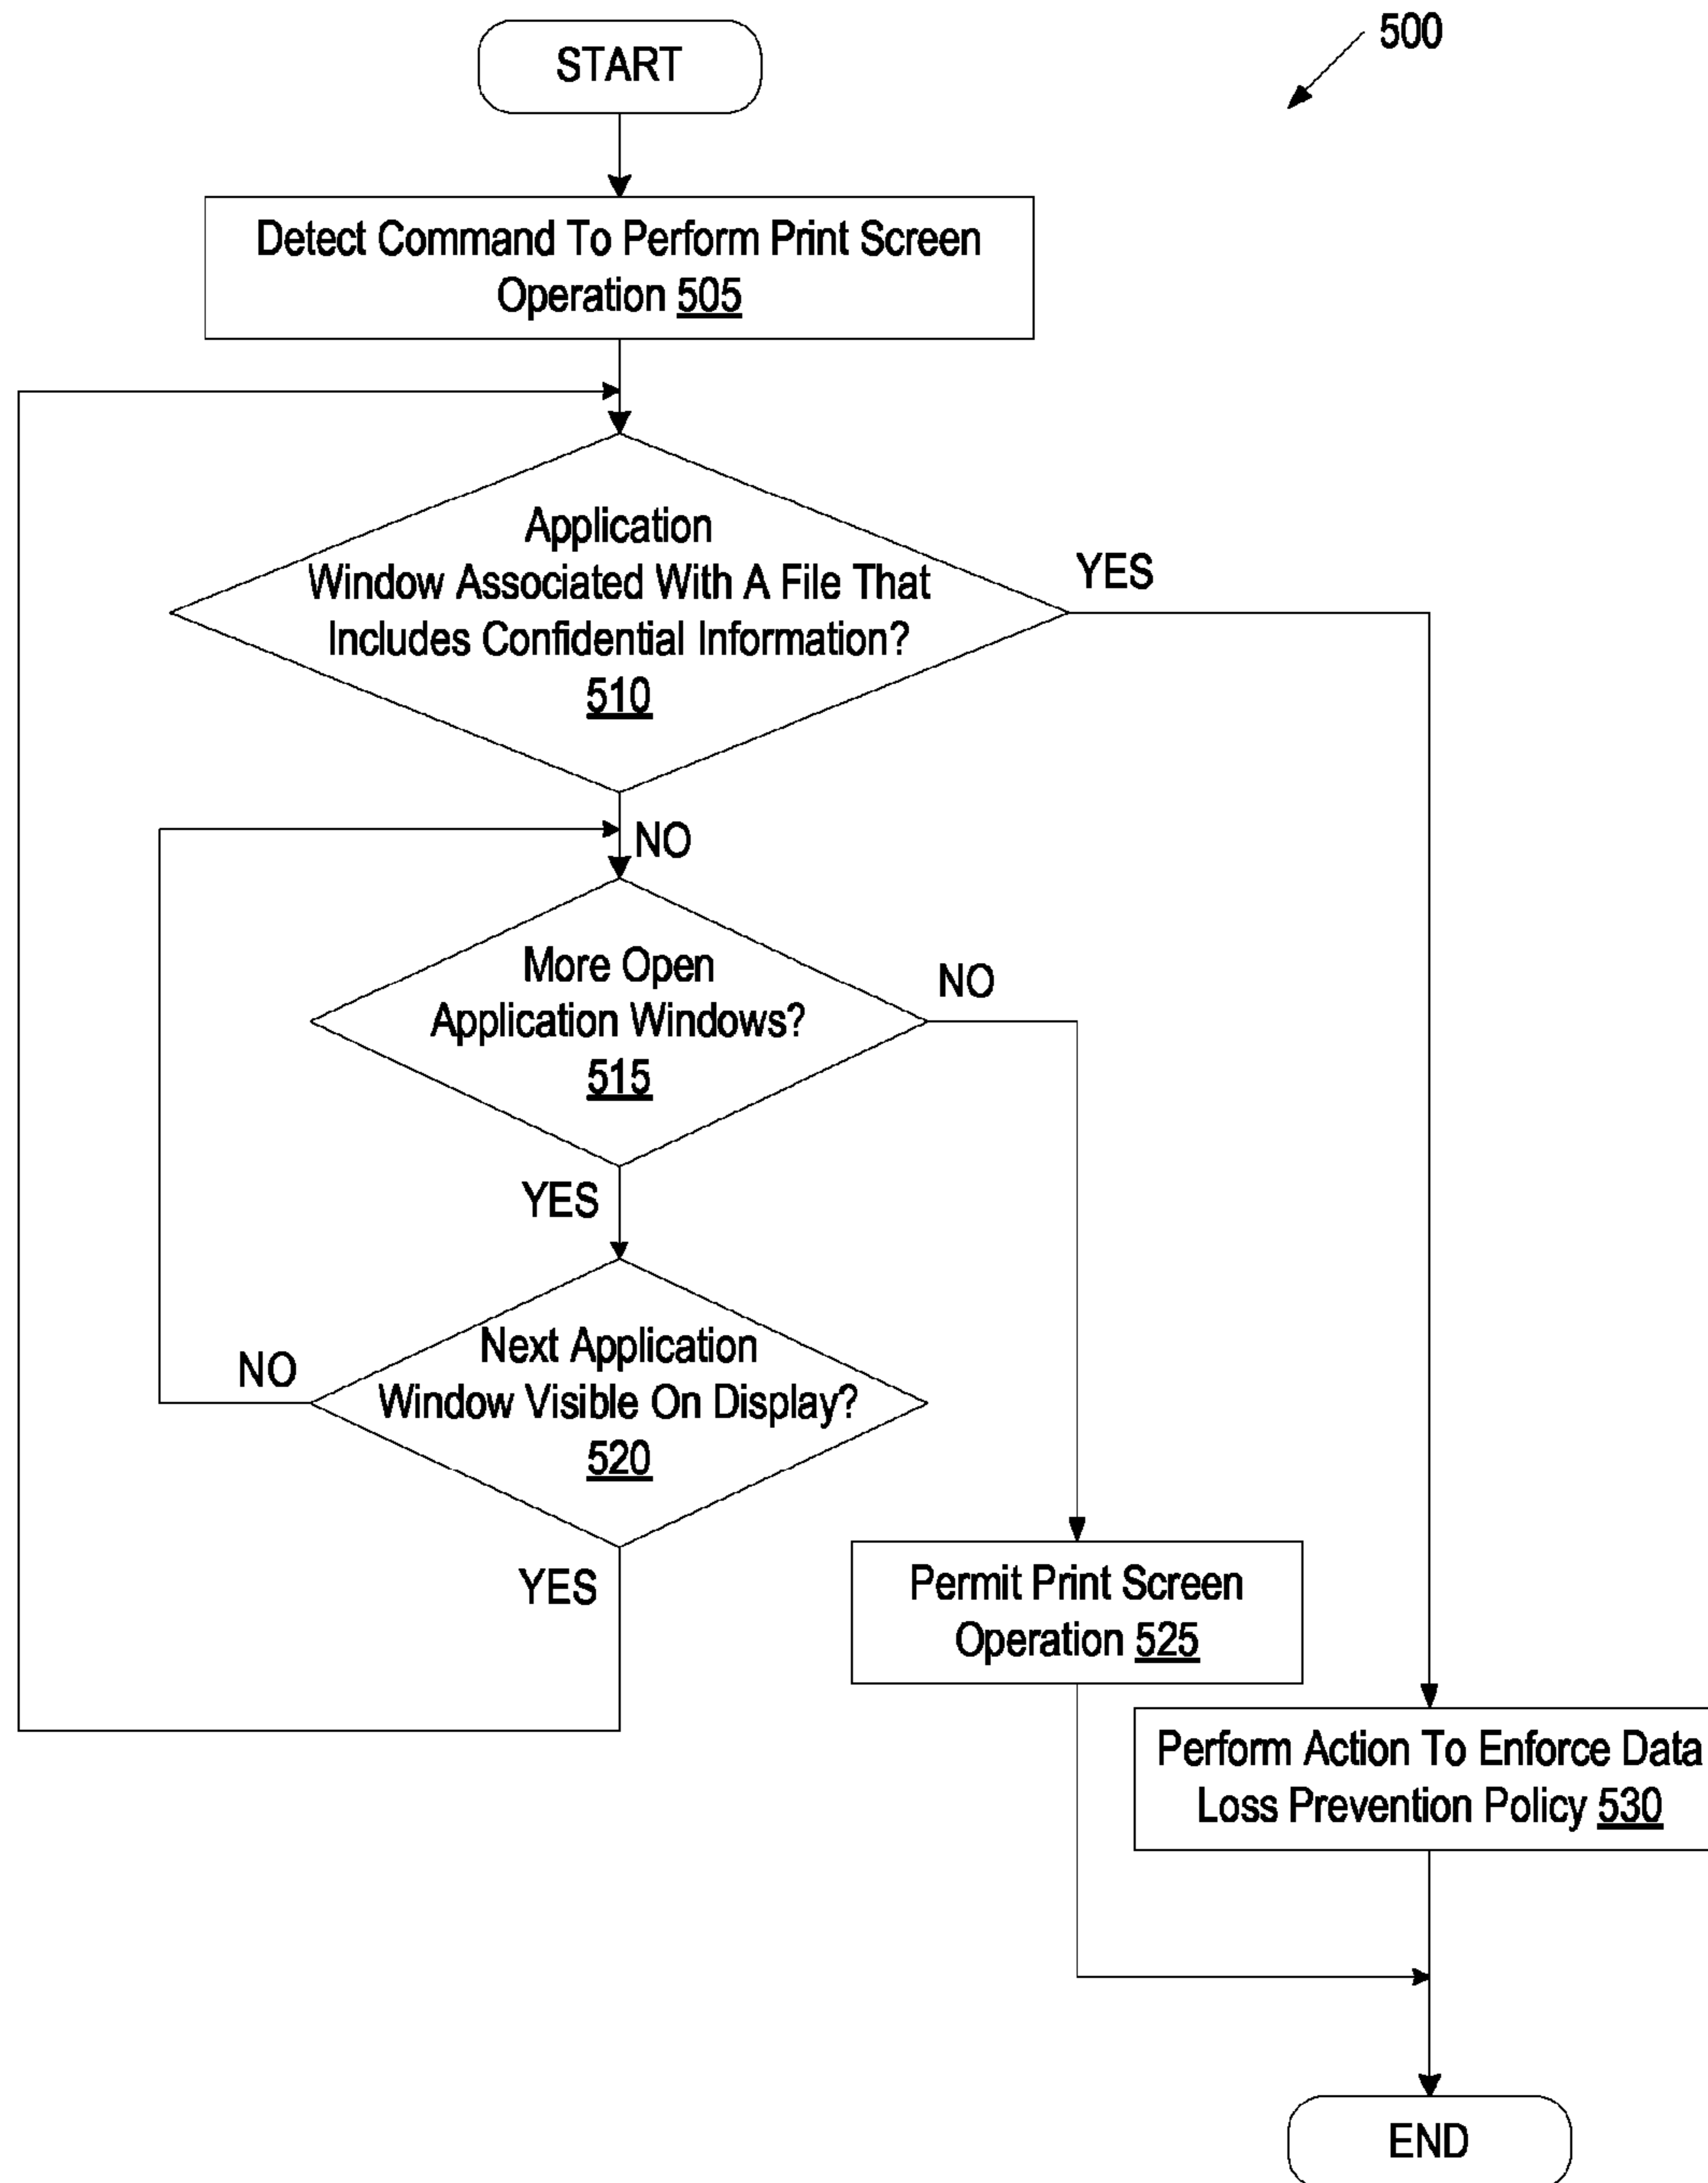 500
START
Detect Command To Perform Print Screen
Operation 505
Application
Window Associated With A File That
Includes Confidential Information?
510
YES
NO
More Open
Application Windows?
515
NO
YES
Next Application
Window Visible On Display?
520
NO
YES
Permit Print Screen
Operation 525
Perform Action To Enforce Data
Loss Prevention Policy 530
END